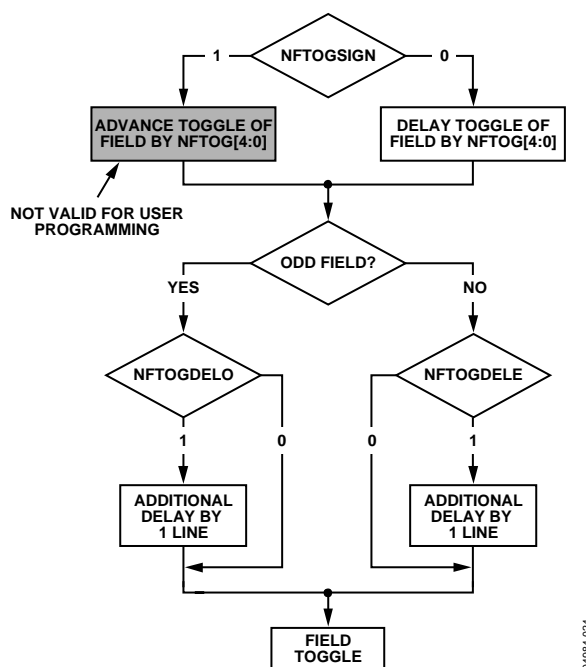 NFTOGSIGN
1
0
ADVANCE TOGGLE OF
FIELD BY NFTOG[4:0]
DELAY TOGGLE OF
FIELD BY NFTOG[4:0]
NOT VALID FOR USER
PROGRAMMING
ODD FIELD?
YES
NO
NFTOGDELO
NFTOGDELE
1
0
0
1
ADDITIONAL
DELAY BY
1 LINE
ADDITIONAL
DELAY BY
1 LINE
FIELD
TOGGLE